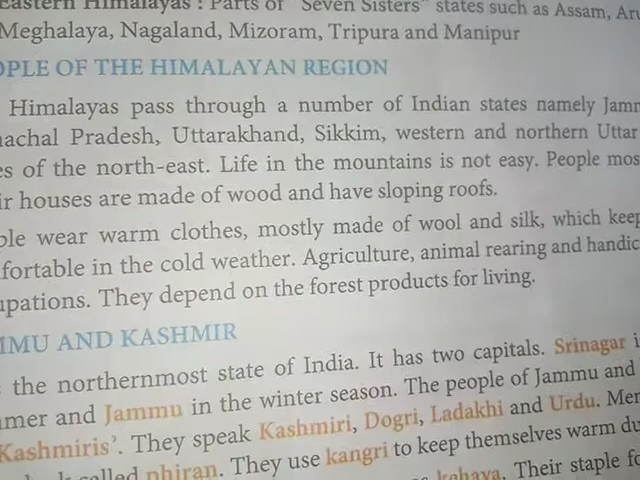 Eastern Himalayas : Parts of "Seven Sisters" states such as Assam,
Meghalaya, Nagaland, Mizoram, Tripura and Manipur
OPLE OF THE HIMALAYAN REGION
Himalayas pass through a number of Indian states namely Jamm
achal Pradesh, Uttarakhand, Sikkim, western and northern Uttar
es of the north-east. Life in the mountains is not easy. People mos
ir houses are made of wood and have sloping roofs.
ple wear warm clothes, mostly made of wool and silk, which keep
fortable in the cold weather. Agriculture, animal rearing and handic
upations. They depend on the forest products for living.
MMU AND KASHMIR
the northernmost state of India. It has two capitals. Srinagar i
mer and Jammu in the winter season. The people of Jammu and
Kashmiris'. They speak Kashmiri, Dogri, Ladakhi and Urdu. Men
called phiran. They use kangri to keep themselves warm du
kahava. Their staple fo